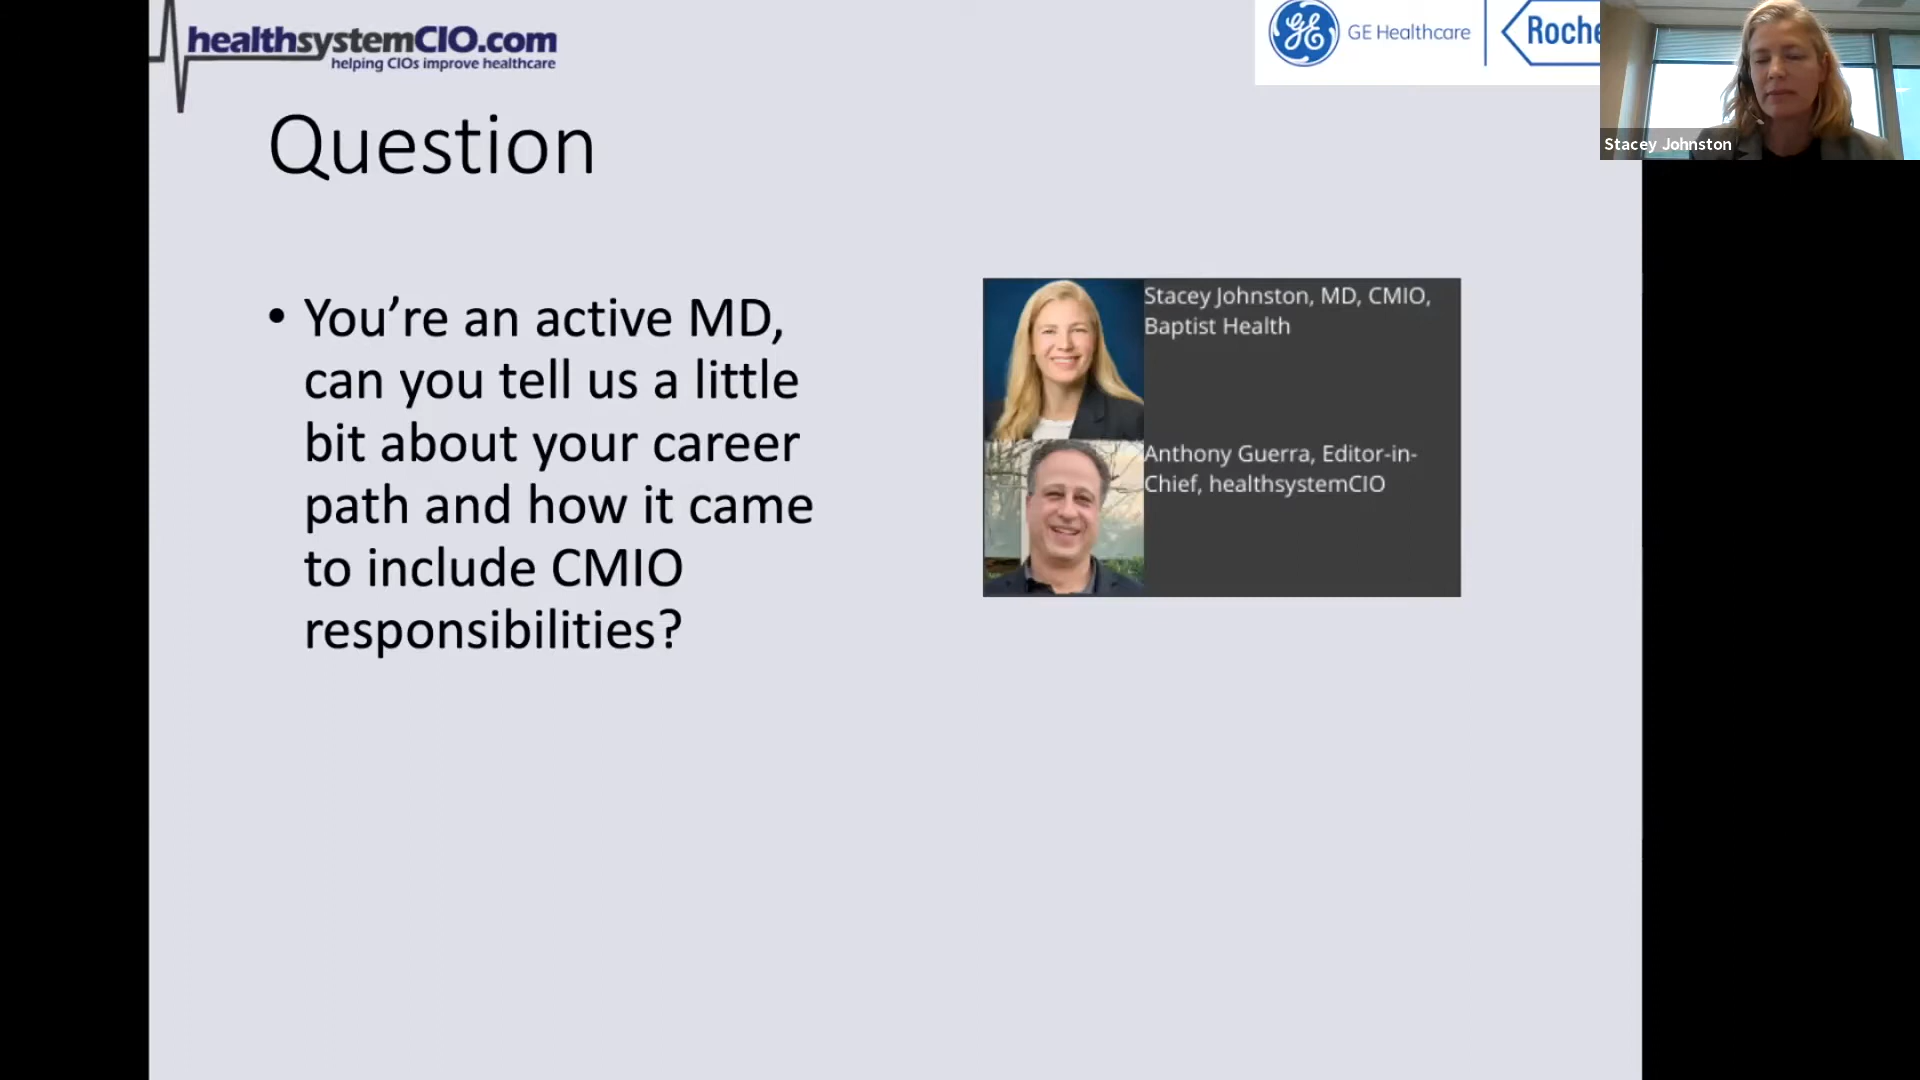 healthsystemCIO.com
helping CIOs improve healthcare
GE Healthcare
Roche
Stacey Johnston
Question
• You’re an active MD,
can you tell us a little
bit about your career
path and how it came
to include CMIO
responsibilities?
Stacey Johnston, MD, CMIO,
Baptist Health
Anthony Guerra, Editor-in-
Chief, healthsystemCIO